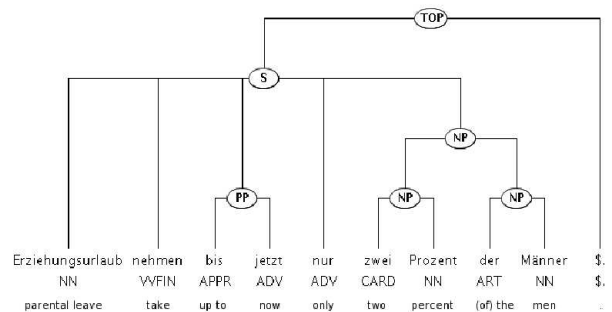 TOP
S
NP
PP NP NP
Erziehungsurlaub nehmen bis jetzt nur zwei Prozent der Männer $.
NN VVFIN APPR ADV ADV CARD NN ART NN $.
parental leave take up to now only two percent (of) the men .